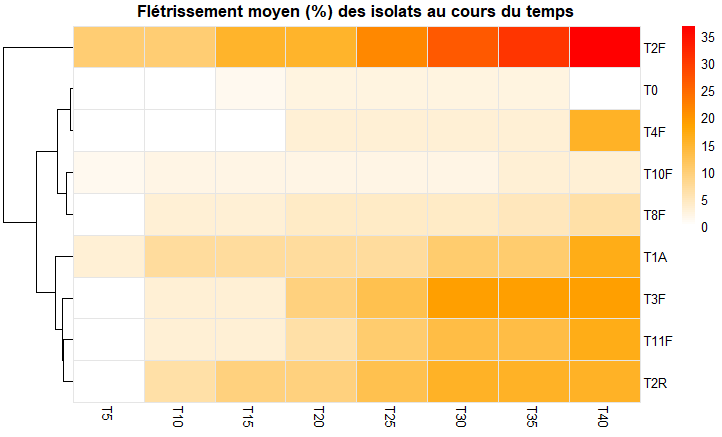 Flétrissement moyen (%) des isolats au cours du temps
T2F
T0
T4F
T10F
T8F
T1A
T3F
T11F
T2R
T5
T10
T15
T20
T25
T30
T35
T40
35
30
25
20
15
10
5
0